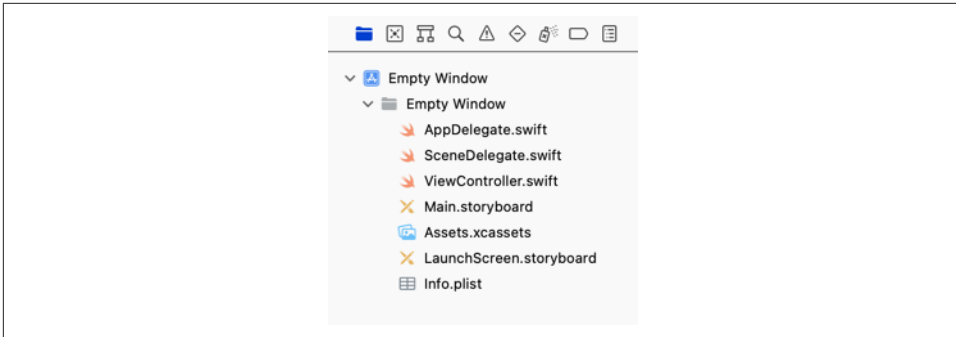 Empty Window
Empty Window
AppDelegate.swift
SceneDelegate.swift
ViewController.swift
Main.storyboard
Assets.xcassets
LaunchScreen.storyboard
Info.plist